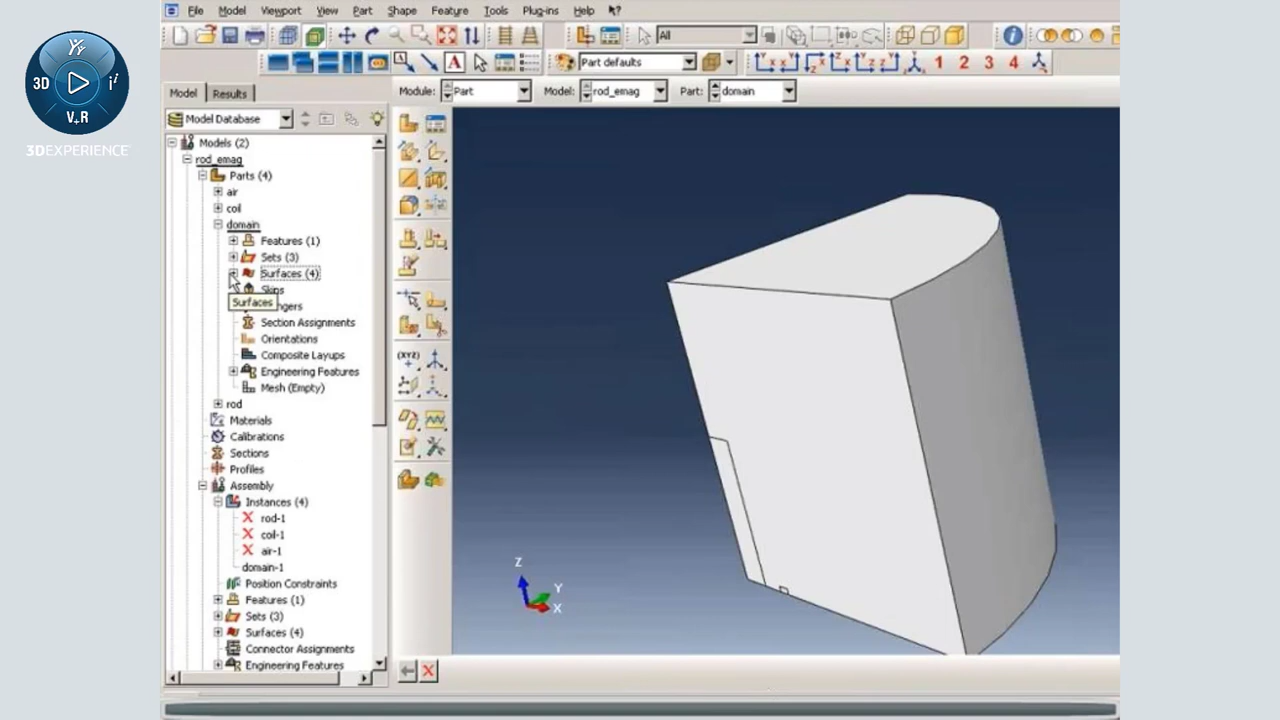 File Model Viewport View Part Shape Feature Tools Plug-ins Help
All
A Part defaults 1 2 3 4
Model Results Module: Part Model: rod_emag Part: domain
Model Database
Models (2)
rod_emag
Parts (4)
air
coil
domain
Features (1)
Sets (3)
Surfaces (4)
Skins
Surfaces
ngers
Section Assignments
Orientations
Composite Layups
Engineering Features
Mesh (Empty)
rod
Materials
Calibrations
Sections
Profiles
Assembly
Instances (4)
rod-1
coil-1
air-1
domain-1
Position Constraints
Features (1)
Sets (3)
Surfaces (4)
Connector Assignments
Engineering Features
(XYZ)
Z
Y
X
3D
V+R
3DEXPERIENCE